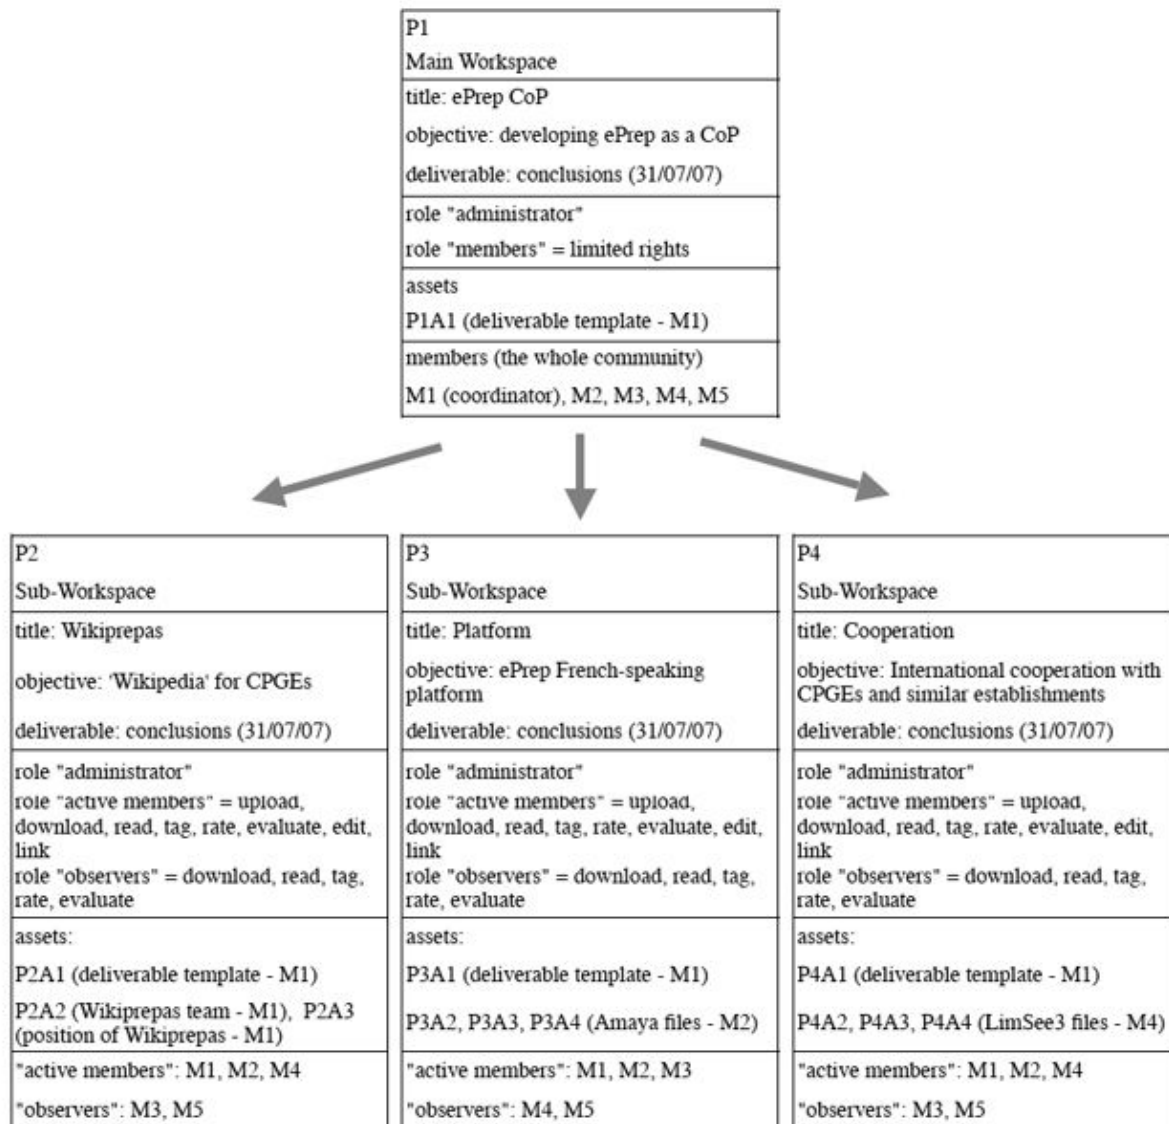 P1
Main Workspace
title: ePrep CoP
objective: developing ePrep as a CoP
deliverable: conclusions (31/07/07)
role "administrator"
role "members" = limited rights
assets
P1A1 (deliverable template - M1)
members (the whole community)
M1 (coordinator), M2, M3, M4, M5
P2
Sub-Workspace
title: Wikiprepas
objective: 'Wikipedia' for CPGEs
deliverable: conclusions (31/07/07)
role "administrator"
role "active members" = upload,
download, read, tag, rate, evaluate, edit,
link
role "observers" = download, read, tag,
rate, evaluate
assets:
P2A1 (deliverable template - M1)
P2A2 (Wikiprepas team - M1), P2A3
(position of Wikiprepas - M1)
"active members": M1, M2, M4
"observers": M3, M5
P3
Sub-Workspace
title: Platform
objective: ePrep French-speaking
platform
deliverable: conclusions (31/07/07)
role "administrator"
role "active members" = upload,
download, read, tag, rate, evaluate, edit,
link
role "observers" = download, read, tag,
rate, evaluate
assets:
P3A1 (deliverable template - M1)
P3A2, P3A3, P3A4 (Amaya files - M2)
"active members": M1, M2, M3
"observers": M4, M5
P4
Sub-Workspace
title: Cooperation
objective: International cooperation with
CPGEs and similar establishments
deliverable: conclusions (31/07/07)
role "administrator"
role "active members" = upload,
download, read, tag, rate, evaluate, edit,
link
role "observers" = download, read, tag,
rate, evaluate
assets:
P4A1 (deliverable template - M1)
P4A2, P4A3, P4A4 (LimSee3 files - M4)
"active members": M1, M2, M4
"observers": M3, M5